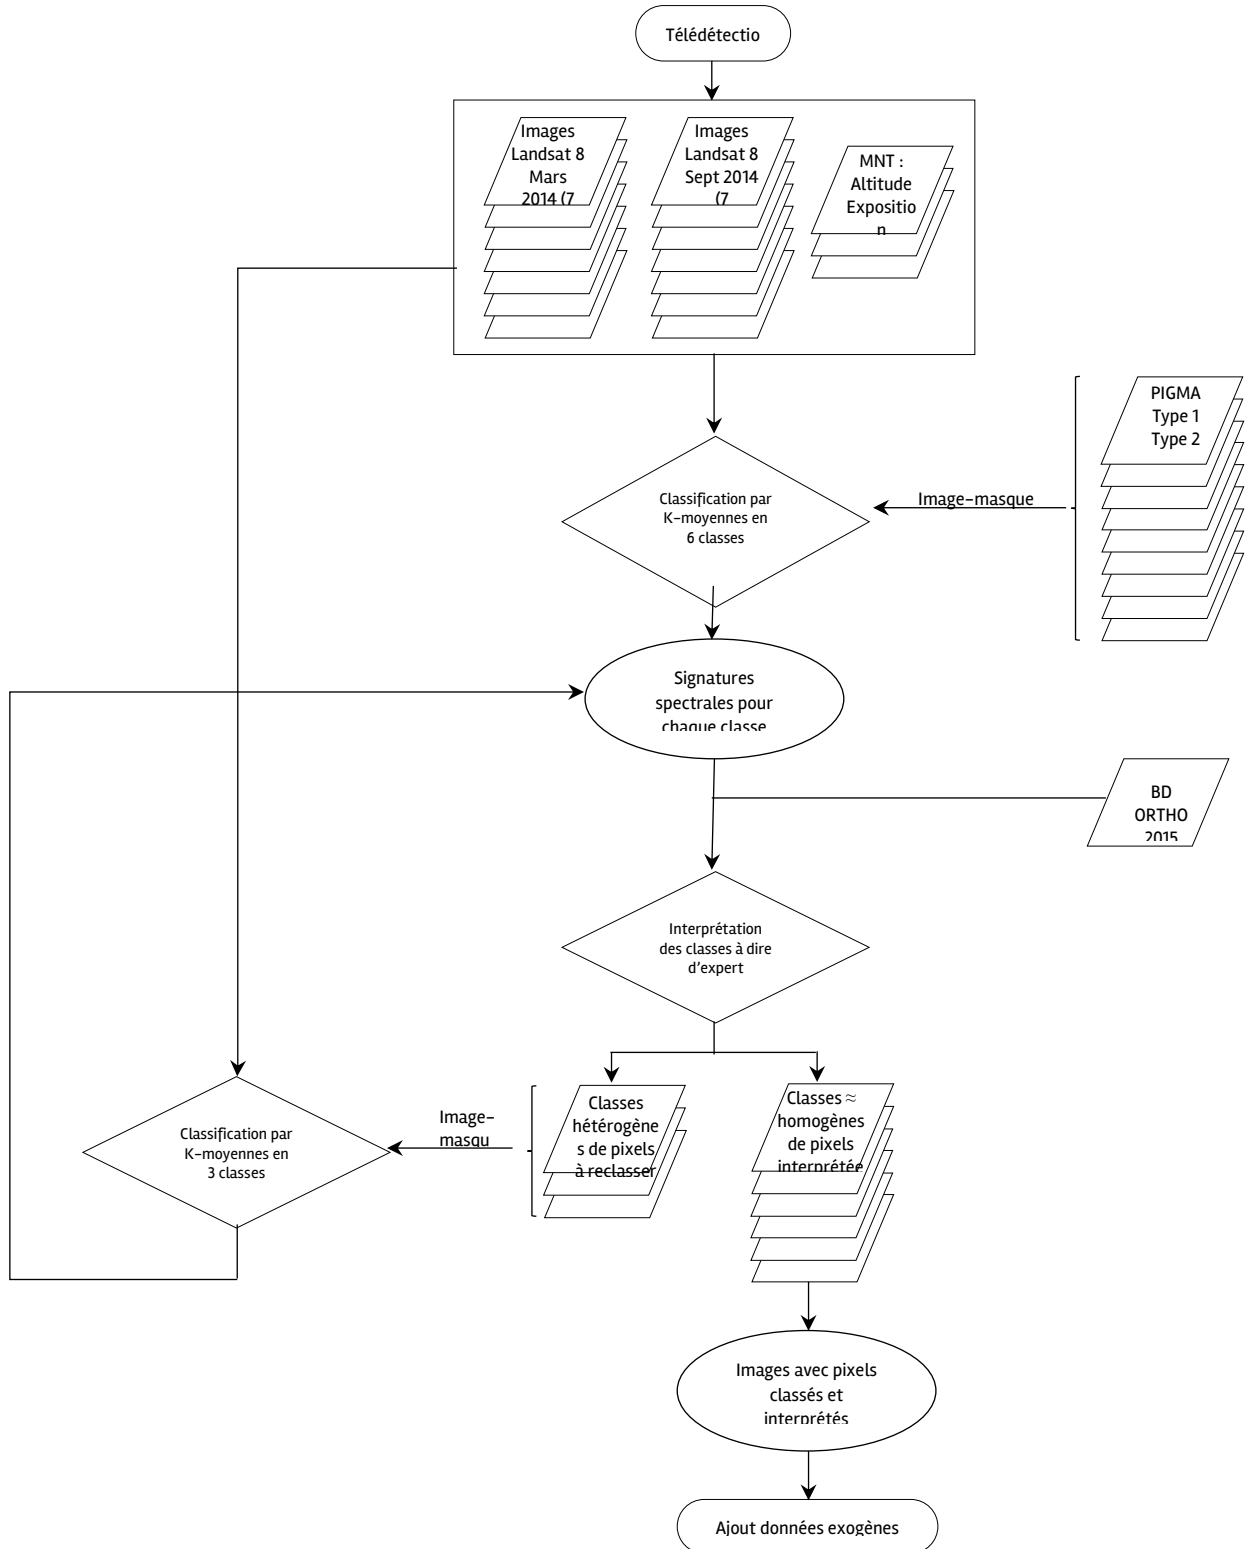 Télédétectio
Images
Landsat 8
Mars
2014 (7
Images
Landsat 8
Sept 2014
(7
MNT :
Altitude
Expositio
n
PIGMA
Type 1
Type 2
Classification par
K-moyennes en
6 classes
Image-masque
Signatures
spectrales pour
chaque classe
BD
ORTHO
2015
Interprétation
des classes à dire
d'expert
Classification par
K-moyennes en
3 classes
Image-
masqu
Classes
hétérogène
s de pixels
à reclasser
Classes ≈
homogènes
de pixels
interprétée
Images avec pixels
classés et
interprétés
Ajout données exogènes